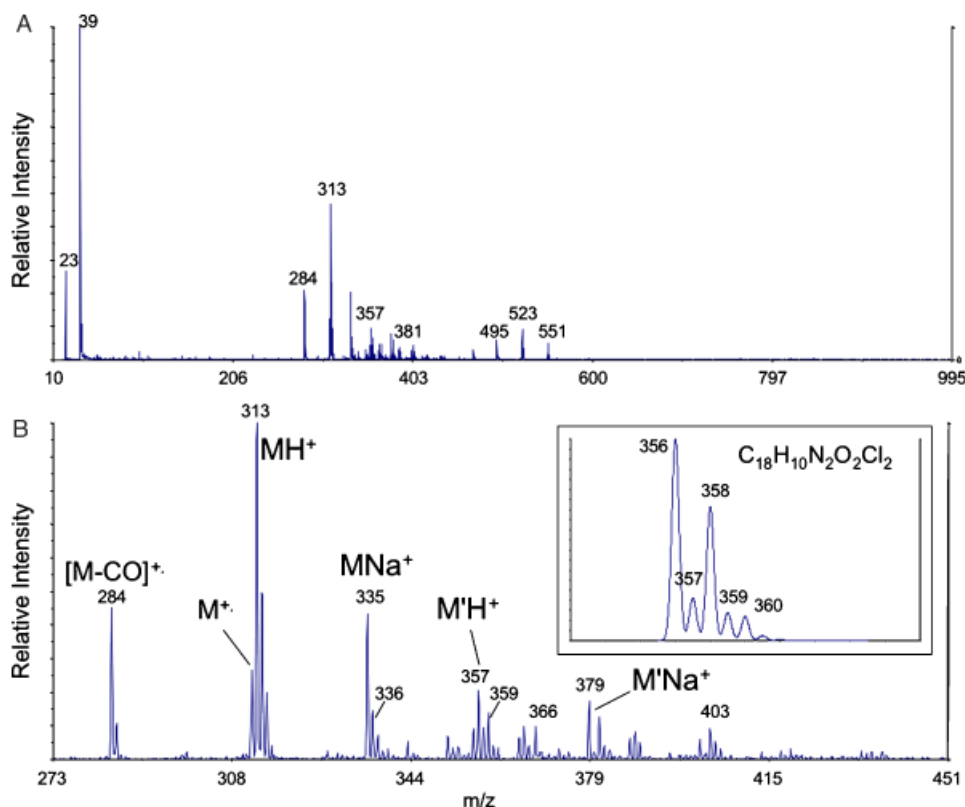 A
Relative Intensity
39
23
284
313
357
381
495
523
551
0
10 206 403 600 797 995
B
Relative Intensity
313
MH⁺
[M-CO]⁺·
284
M⁺·
MNa⁺
335
336
M'H⁺
357
359
366
379
M'Na⁺
403
C₁₈H₁₀N₂O₂Cl₂
356
358
357
359
360
273 308 344 379 415 451
m/z